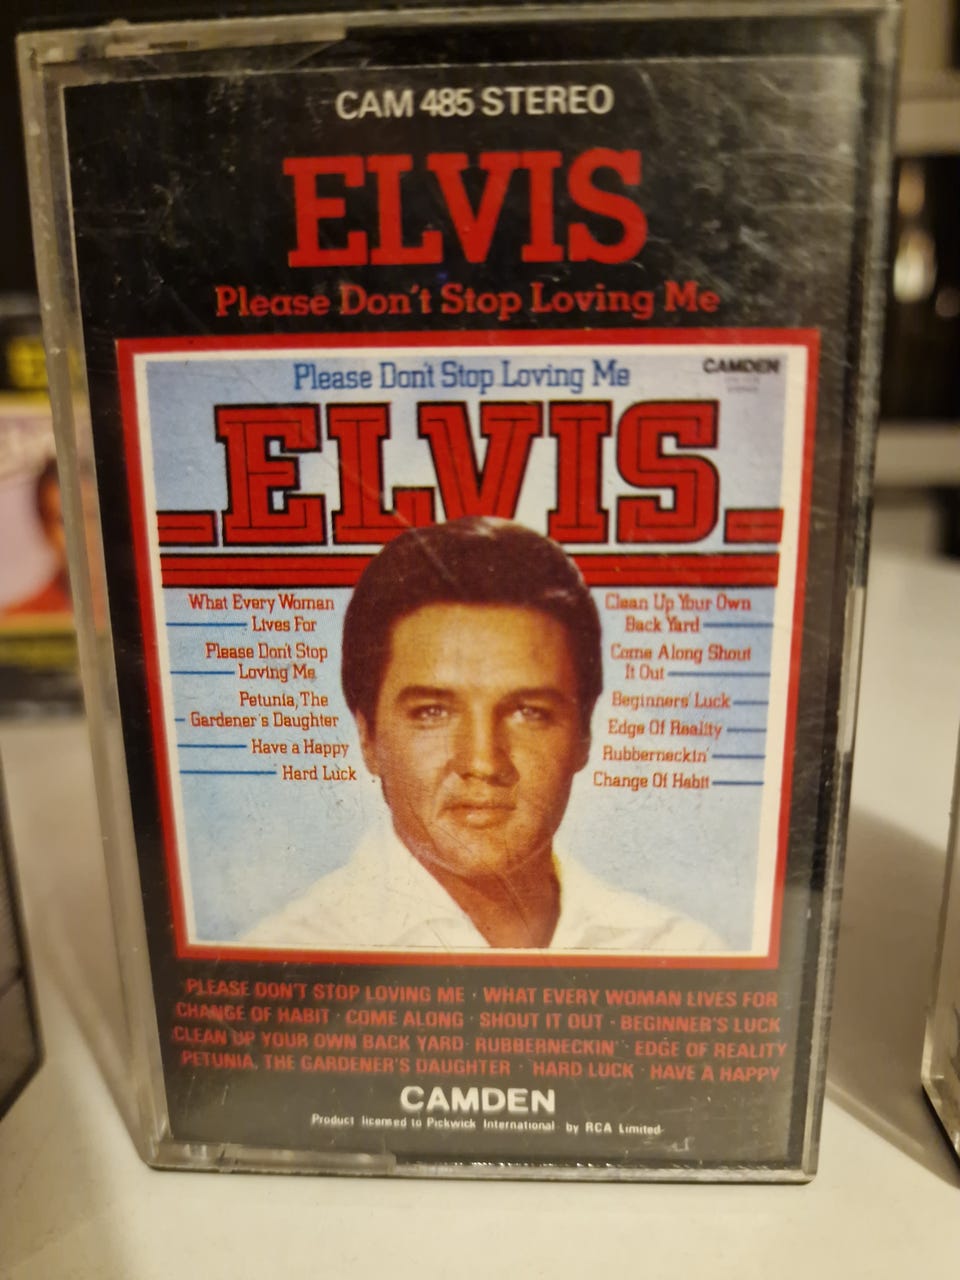 CAM 485 STEREO
ELVIS
Please Don't Stop Loving Me
Please Don't Stop Loving Me
CAMDEN
ELVIS
What Every Woman
Lives For
Please Don't Stop
Loving Me
Petunia, The
Gardener's Daughter
Have a Happy
Hard Luck
Clean Up Your Own
Back Yard
Come Along Shout
It Out
Beginners' Luck
Edge Of Reality
Rubberneckin'
Change Of Habit
PLEASE DON'T STOP LOVING ME · WHAT EVERY WOMAN LIVES FOR
CHANGE OF HABIT · COME ALONG · SHOUT IT OUT · BEGINNER'S LUCK
CLEAN UP YOUR OWN BACK YARD · RUBBERNECKIN' · EDGE OF REALITY
PETUNIA, THE GARDENER'S DAUGHTER · HARD LUCK · HAVE A HAPPY
CAMDEN
Product licensed to Pickwick International by RCA Limited